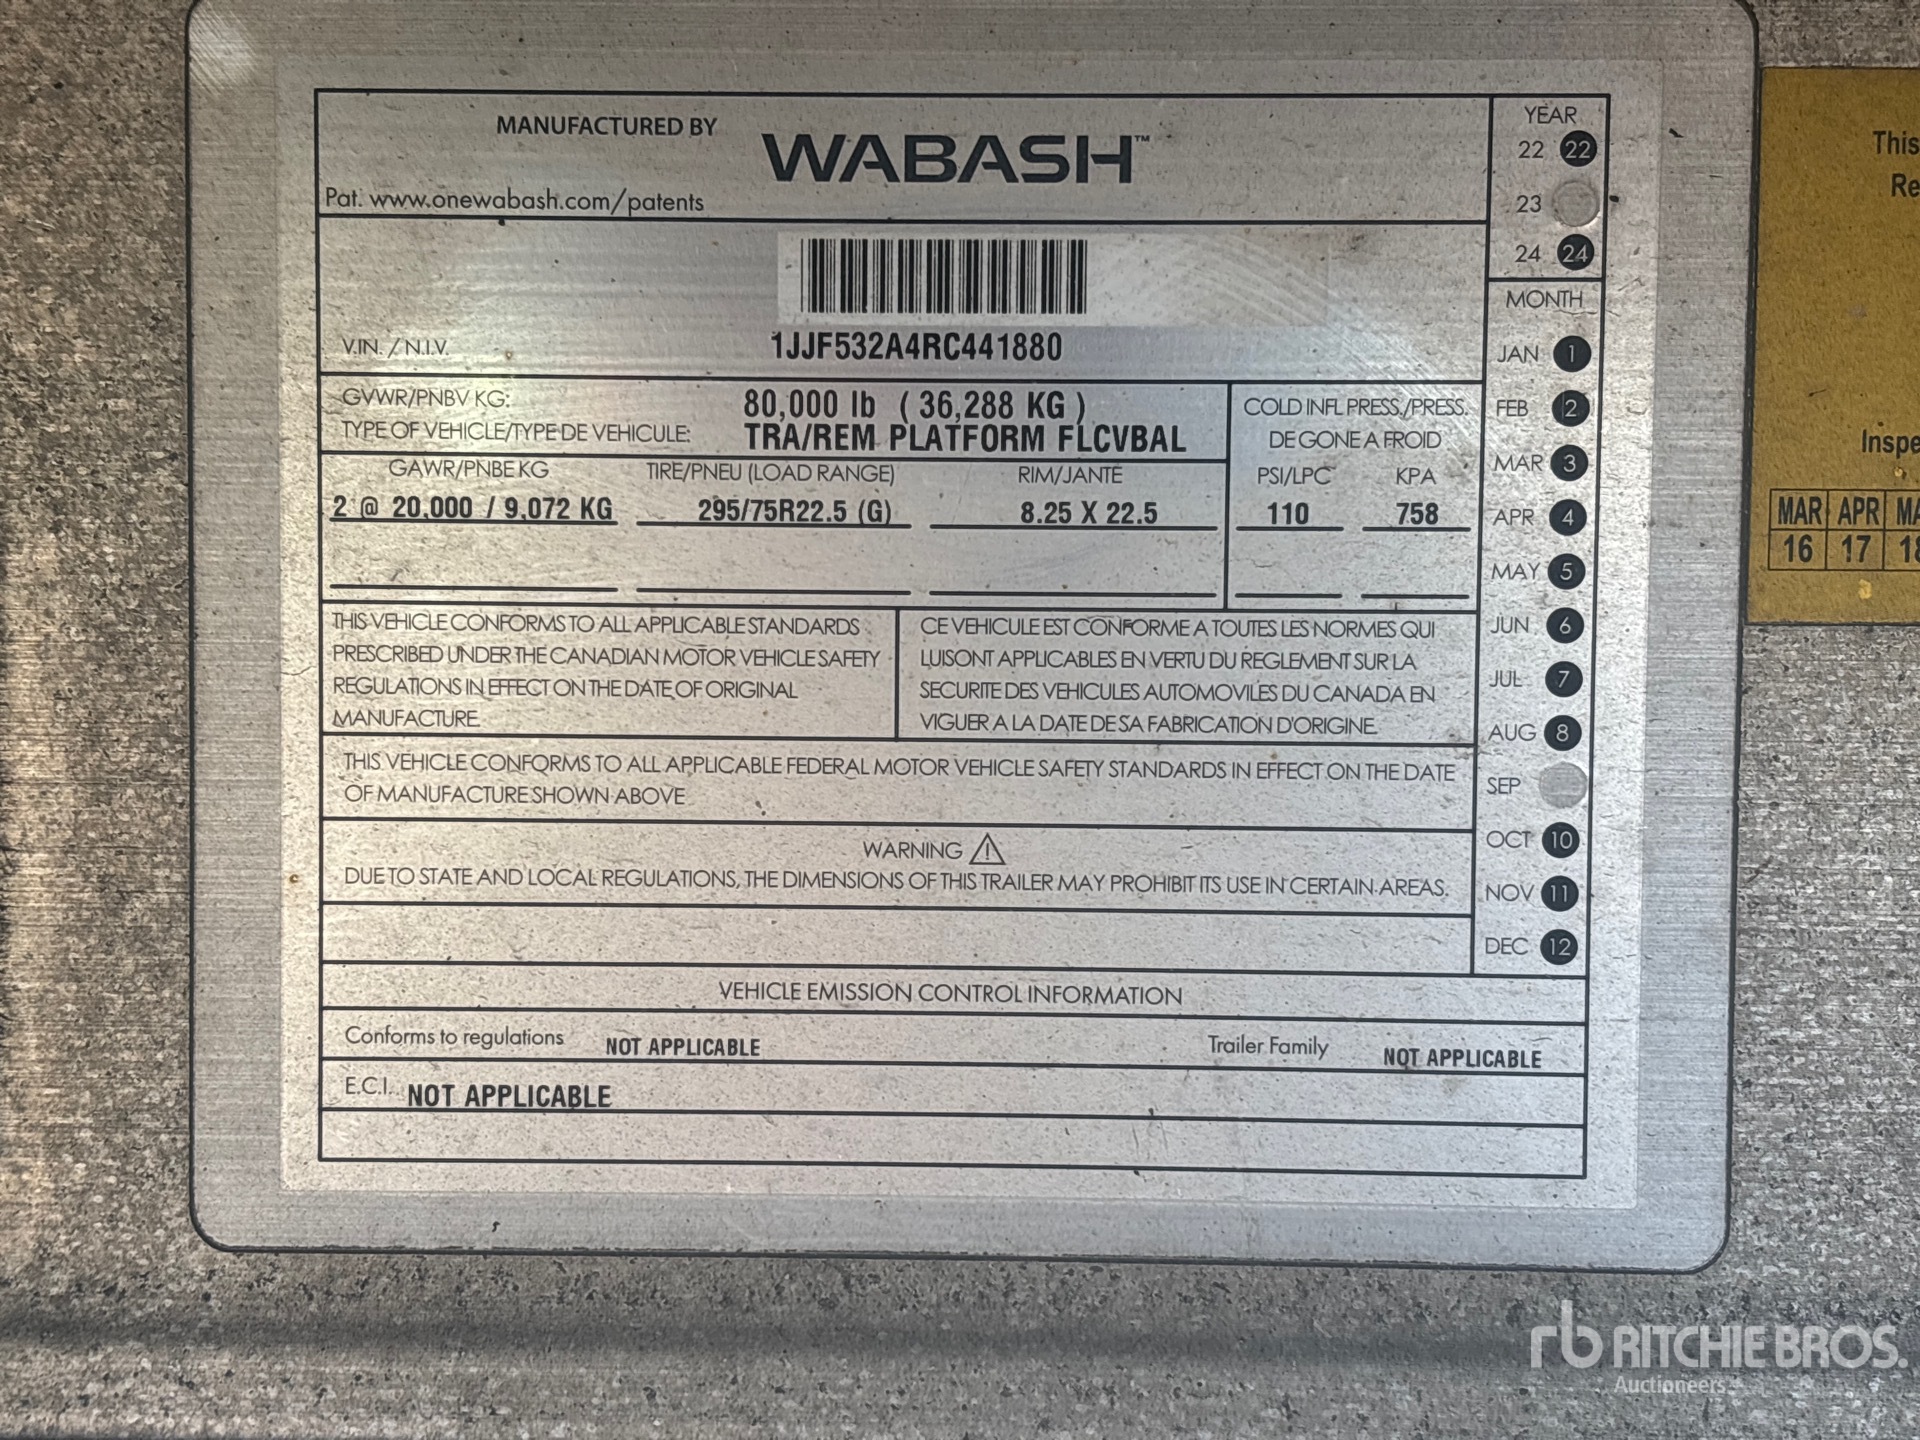 MANUFACTURED BY
WABASH™
Pat. www.onewabash.com/patents
V.IN. / N.I.V.
1JJF532A4RC441880
GVWR/PNBV KG:
80,000 lb ( 36,288 KG )
TYPE OF VEHICLE/TYPE DE VEHICULE:
TRA/REM PLATFORM FLCVBAL
COLD INFL PRESS./PRESS.
DE GONE A FROID
GAWR/PNBE KG TIRE/PNEU (LOAD RANGE) RIM/JANTE PSI/LPC KPA
2 @ 20,000 / 9,072 KG 295/75R22.5 (G) 8.25 X 22.5 110 758
THIS VEHICLE CONFORMS TO ALL APPLICABLE STANDARDS
PRESCRIBED UNDER THE CANADIAN MOTOR VEHICLE SAFETY
REGULATIONS IN EFFECT ON THE DATE OF ORIGINAL
MANUFACTURE.
CE VEHICULE EST CONFORME A TOUTES LES NORMES QUI
LUISONT APPLICABLES EN VERTU DU REGLEMENT SUR LA
SECURITE DES VEHICULES AUTOMOVILES DU CANADA EN
VIGUER A LA DATE DE SA FABRICATION D'ORIGINE.
THIS VEHICLE CONFORMS TO ALL APPLICABLE FEDERAL MOTOR VEHICLE SAFETY STANDARDS IN EFFECT ON THE DATE
OF MANUFACTURE SHOWN ABOVE
WARNING
DUE TO STATE AND LOCAL REGULATIONS, THE DIMENSIONS OF THIS TRAILER MAY PROHIBIT ITS USE IN CERTAIN AREAS.
VEHICLE EMISSION CONTROL INFORMATION
Conforms to regulations NOT APPLICABLE Trailer Family NOT APPLICABLE
E.C.I. NOT APPLICABLE
YEAR
22 22
23
24 24
MONTH
JAN 1
FEB 2
MAR 3
APR 4
MAY 5
JUN 6
JUL 7
AUG 8
SEP
OCT 10
NOV 11
DEC 12
This
Re
Inspe
MAR APR MA
16 17 18
rb RITCHIE BROS.
Auctioneers